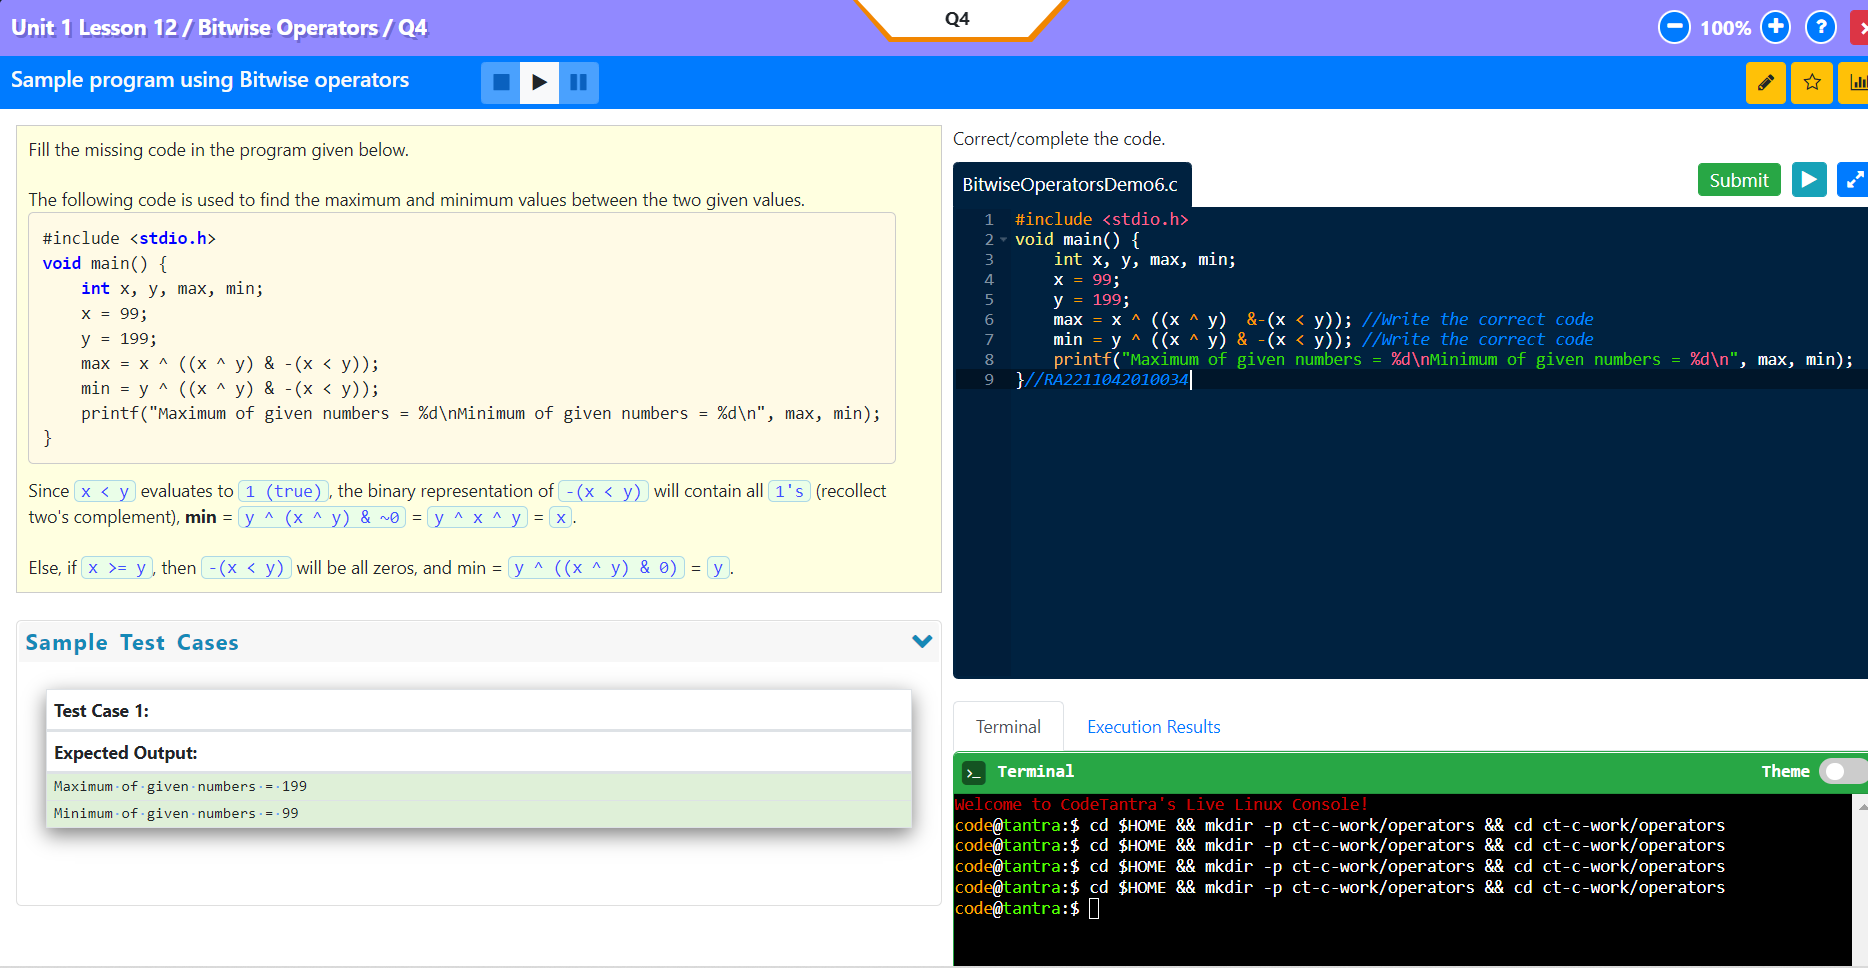 Unit 1 Lesson 12 / Bitwise Operators / Q4
Q4
100%
?
Sample program using Bitwise operators
Fill the missing code in the program given below.
The following code is used to find the maximum and minimum values between the two given values.
#include <stdio.h>
void main() {
    int x, y, max, min;
    x = 99;
    y = 199;
    max = x ^ ((x ^ y) & -(x < y));
    min = y ^ ((x ^ y) & -(x < y));
    printf("Maximum of given numbers = %d\nMinimum of given numbers = %d\n", max, min);
}
Since x < y evaluates to 1 (true), the binary representation of -(x < y) will contain all 1's (recollect
two's complement), min = y ^ (x ^ y) & ~0 = y ^ x ^ y = x.
Else, if x >= y, then -(x < y) will be all zeros, and min = y ^ ((x ^ y) & 0) = y.
Sample Test Cases
Test Case 1:
Expected Output:
Maximum·of·given·numbers·=·199
Minimum·of·given·numbers·=·99
Correct/complete the code.
BitwiseOperatorsDemo6.c
Submit
1 #include <stdio.h>
2 void main() {
3     int x, y, max, min;
4     x = 99;
5     y = 199;
6     max = x ^ ((x ^ y)  &-(x < y)); //Write the correct code
7     min = y ^ ((x ^ y) & -(x < y)); //Write the correct code
8     printf("Maximum of given numbers = %d\nMinimum of given numbers = %d\n", max, min);
9 }//RA2211042010034
Terminal
Execution Results
>_ Terminal
Theme
Welcome to CodeTantra's Live Linux Console!
code@tantra:$ cd $HOME && mkdir -p ct-c-work/operators && cd ct-c-work/operators
code@tantra:$ cd $HOME && mkdir -p ct-c-work/operators && cd ct-c-work/operators
code@tantra:$ cd $HOME && mkdir -p ct-c-work/operators && cd ct-c-work/operators
code@tantra:$ cd $HOME && mkdir -p ct-c-work/operators && cd ct-c-work/operators
code@tantra:$